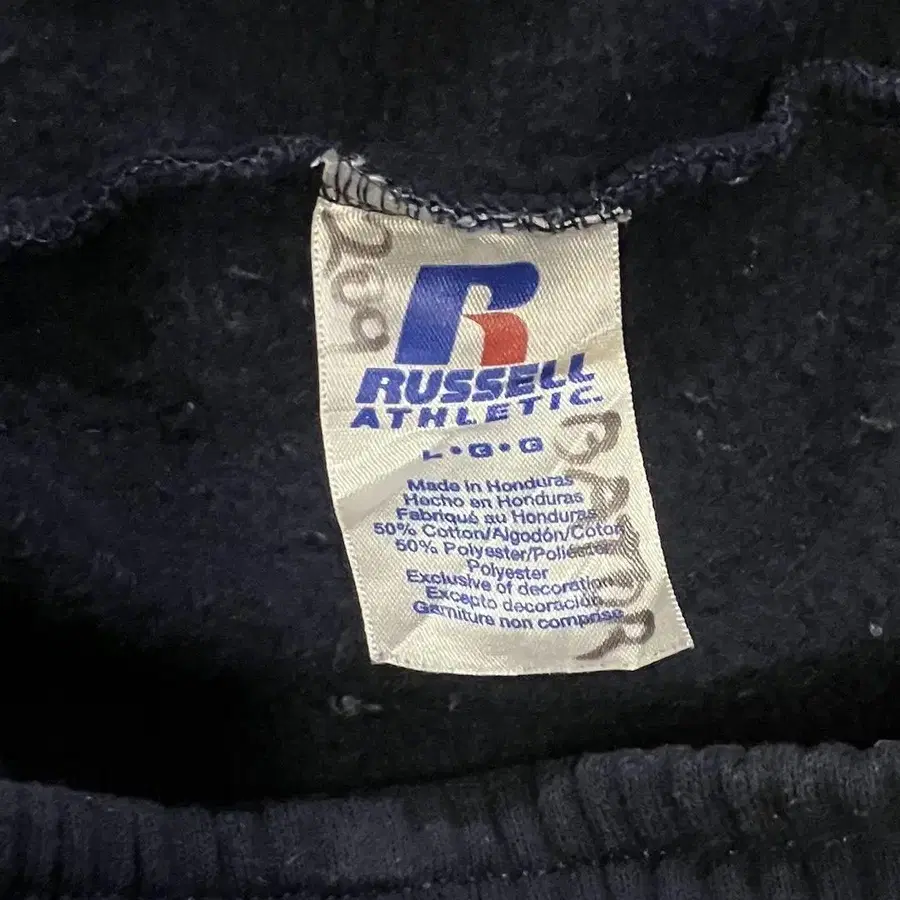 RUSSELL
ATHLETIC
L•G•G
Made in Honduras
Hecho en Honduras
Fabriqué au Honduras
50% Cotton/Algodón/Coton
50% Polyester/Poliéster
Polyester
Exclusive of decoration
Excepto decoración
Garniture non comprise